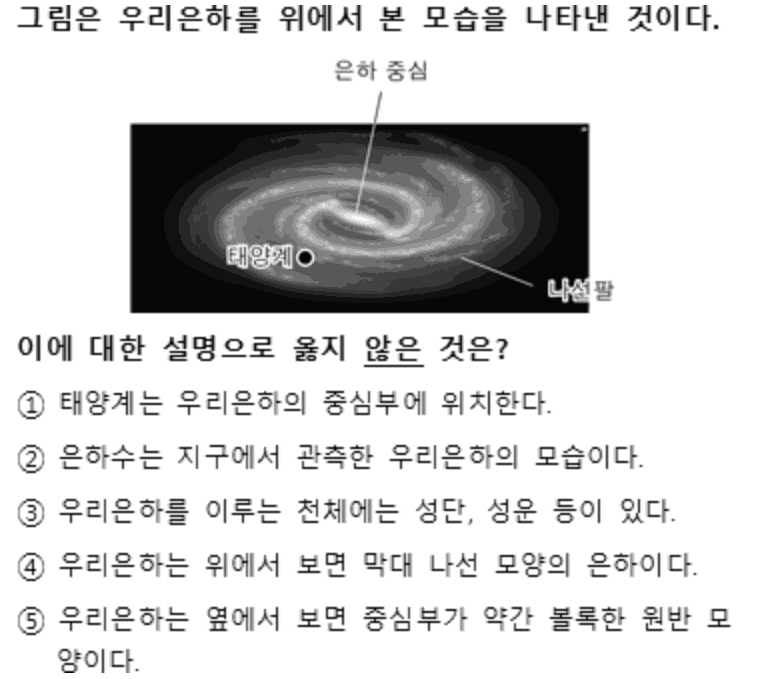 그림은 우리은하를 위에서 본 모습을 나타낸 것이다.
은하 중심
태양계
나선팔
이에 대한 설명으로 옳지 않은 것은?
① 태양계는 우리은하의 중심부에 위치한다.
② 은하수는 지구에서 관측한 우리은하의 모습이다.
③ 우리은하를 이루는 천체에는 성단, 성운 등이 있다.
④ 우리은하는 위에서 보면 막대 나선 모양의 은하이다.
⑤ 우리은하는 옆에서 보면 중심부가 약간 볼록한 원반 모
양이다.